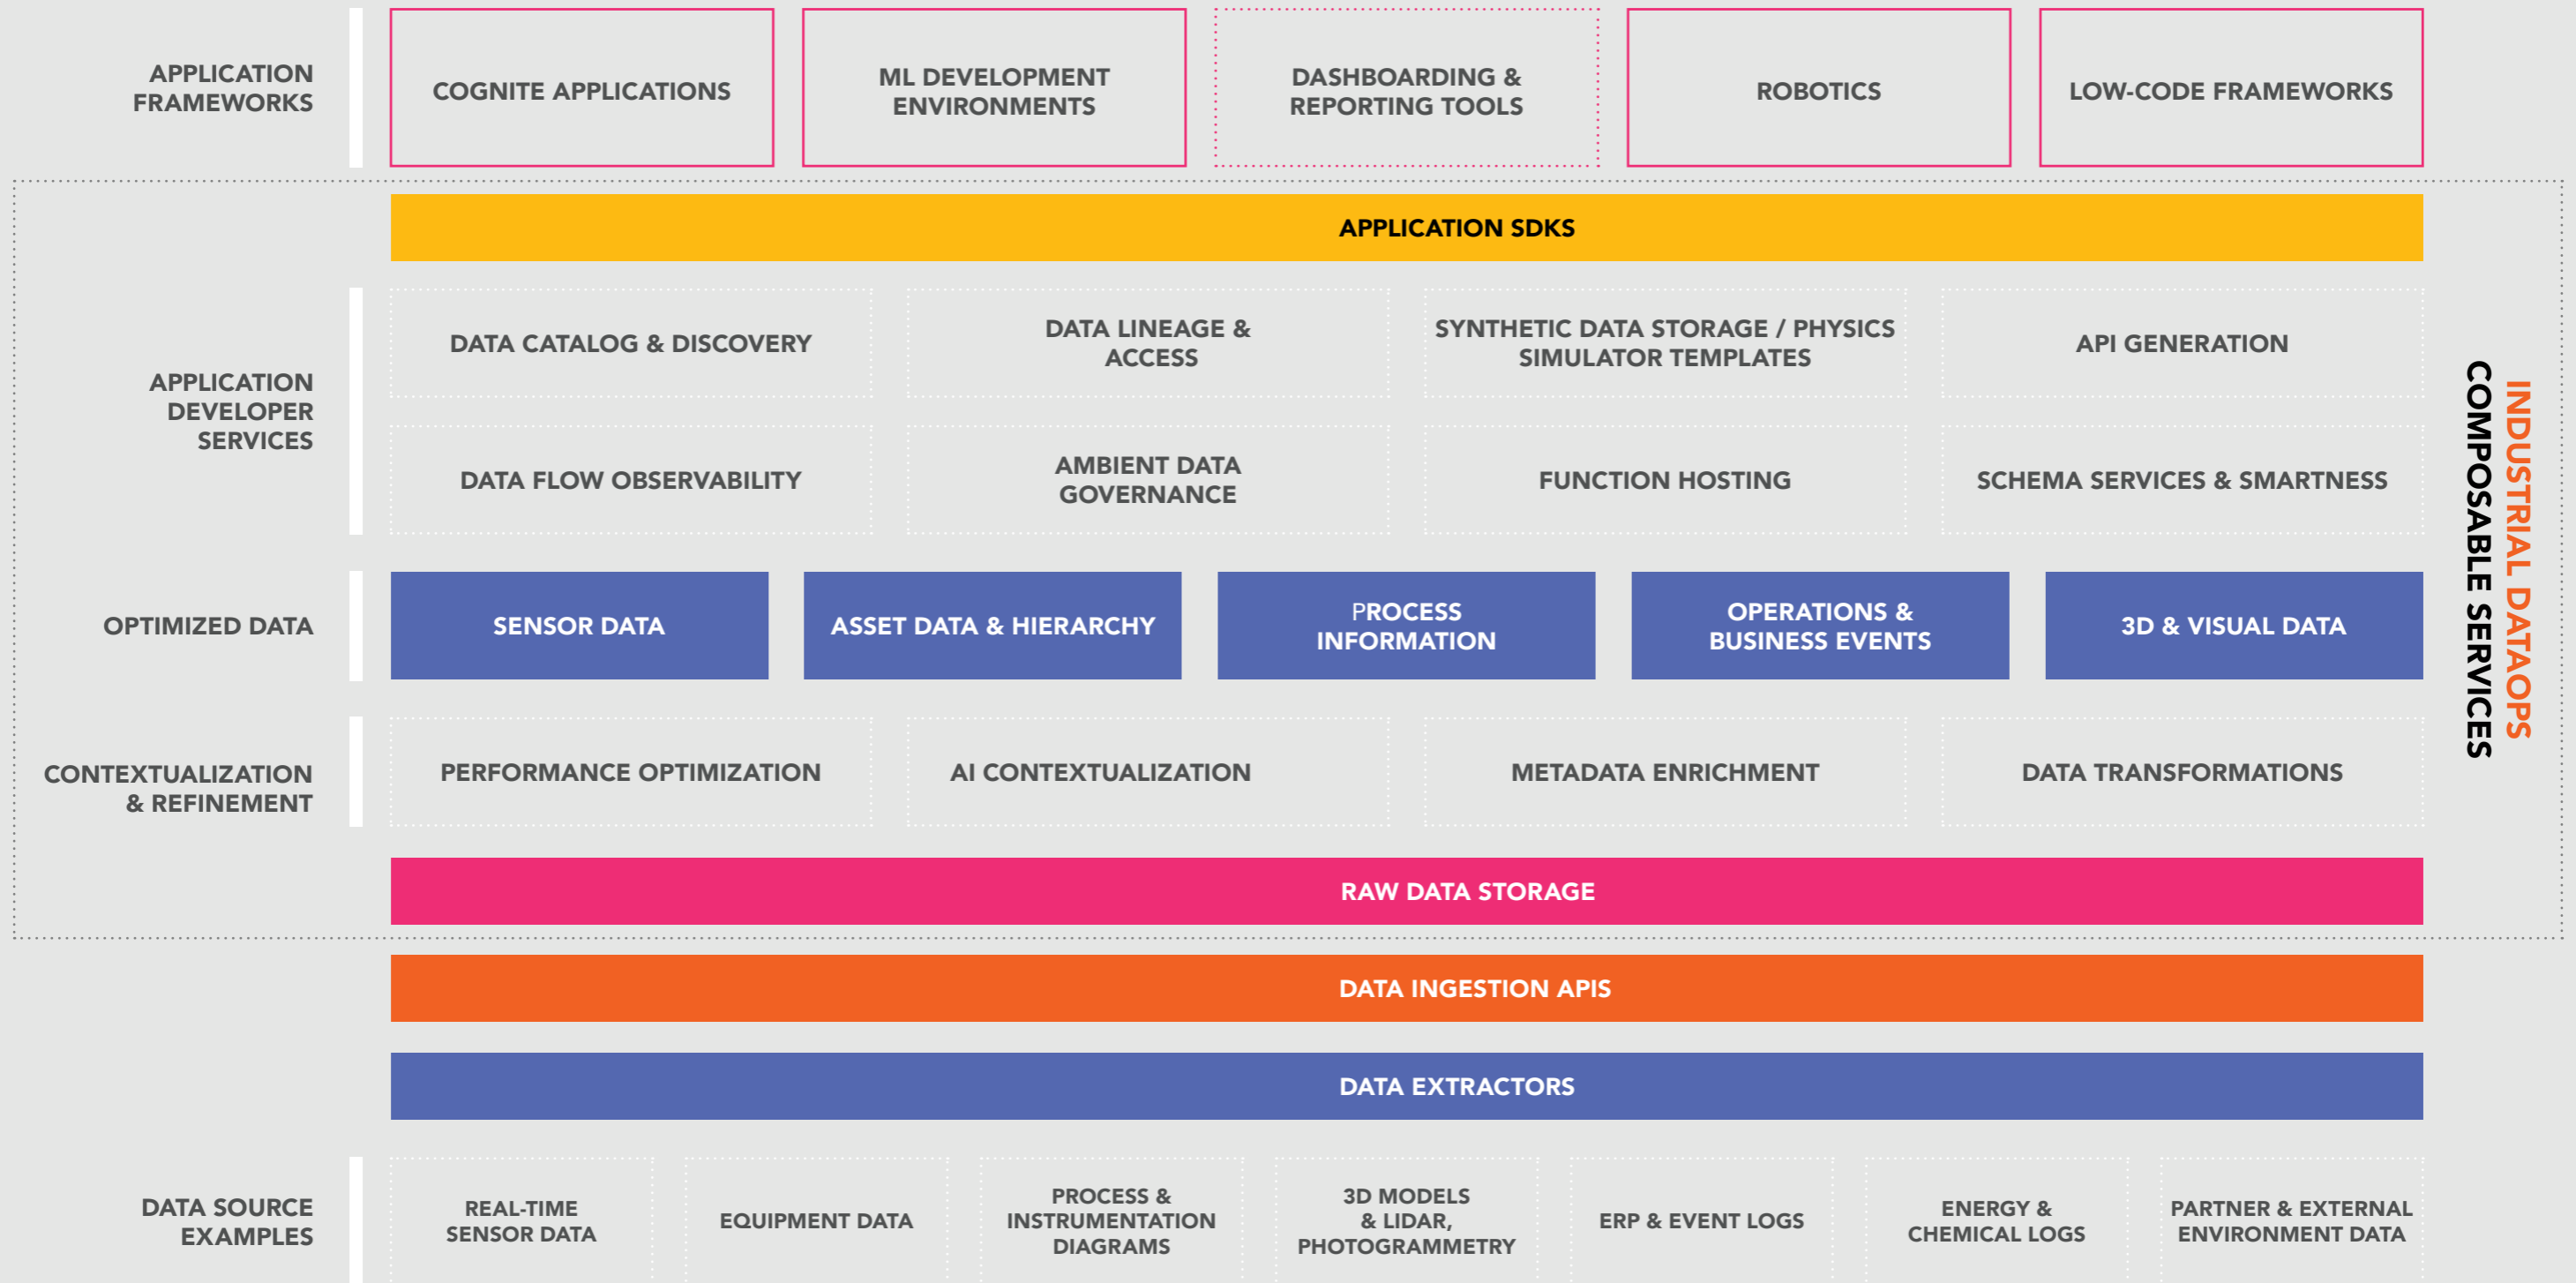 APPLICATION
FRAMEWORKS
COGNITE APPLICATIONS
ML DEVELOPMENT
ENVIRONMENTS
DASHBOARDING &
REPORTING TOOLS
ROBOTICS
LOW-CODE FRAMEWORKS
APPLICATION SDKS
APPLICATION
DEVELOPER
SERVICES
DATA CATALOG & DISCOVERY
DATA LINEAGE &
ACCESS
SYNTHETIC DATA STORAGE / PHYSICS
SIMULATOR TEMPLATES
API GENERATION
DATA FLOW OBSERVABILITY
AMBIENT DATA
GOVERNANCE
FUNCTION HOSTING
SCHEMA SERVICES & SMARTNESS
OPTIMIZED DATA
SENSOR DATA
ASSET DATA & HIERARCHY
PROCESS
INFORMATION
OPERATIONS &
BUSINESS EVENTS
3D & VISUAL DATA
CONTEXTUALIZATION
& REFINEMENT
PERFORMANCE OPTIMIZATION
AI CONTEXTUALIZATION
METADATA ENRICHMENT
DATA TRANSFORMATIONS
RAW DATA STORAGE
INDUSTRIAL DATAOPS
COMPOSABLE SERVICES
DATA INGESTION APIS
DATA EXTRACTORS
DATA SOURCE
EXAMPLES
REAL-TIME
SENSOR DATA
EQUIPMENT DATA
PROCESS &
INSTRUMENTATION
DIAGRAMS
3D MODELS
& LIDAR,
PHOTOGRAMMETRY
ERP & EVENT LOGS
ENERGY &
CHEMICAL LOGS
PARTNER & EXTERNAL
ENVIRONMENT DATA